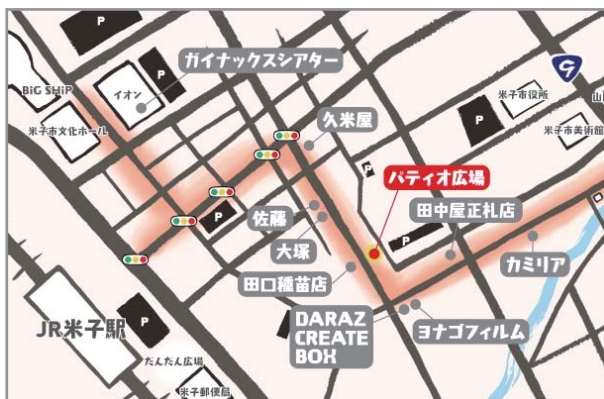 P
ガイナックスシアター
9
BiG SHiP
イオン
P
米子市文化ホール
久米屋
P
米子市役所
米子市美術館
P
パティオ広場
佐藤
P
田中屋正札店
大塚
P
カミリア
田口種苗店
DARAZ
CREATE
BOX
ヨナゴフィルム
JR米子駅
P
だんだん広場
米子郵便局